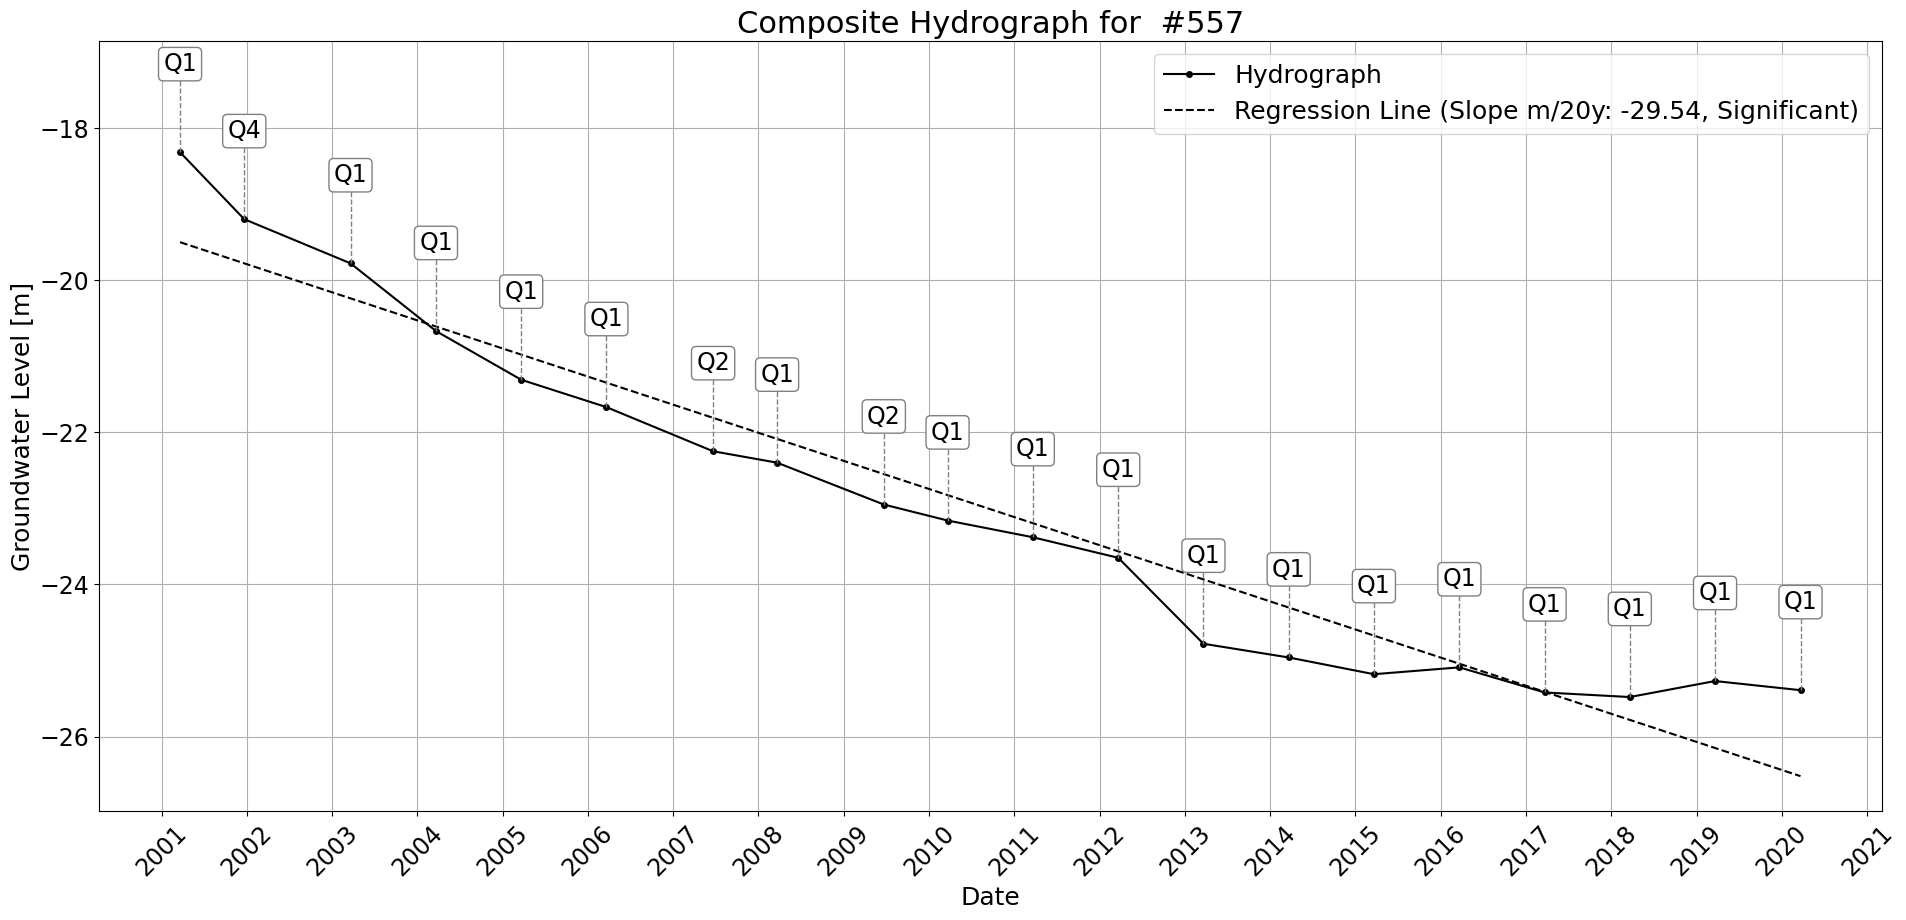 Composite Hydrograph for  #557
Hydrograph
Regression Line (Slope m/20y: -29.54, Significant)
Q1
Q4
Q1
Q1
Q1
Q1
Q2
Q1
Q2
Q1
Q1
Q1
Q1
Q1
Q1
Q1
Q1
Q1
Q1
Q1
Groundwater Level [m]
−18
−20
−22
−24
−26
2001
2002
2003
2004
2005
2006
2007
2008
2009
2010
2011
2012
2013
2014
2015
2016
2017
2018
2019
2020
2021
Date